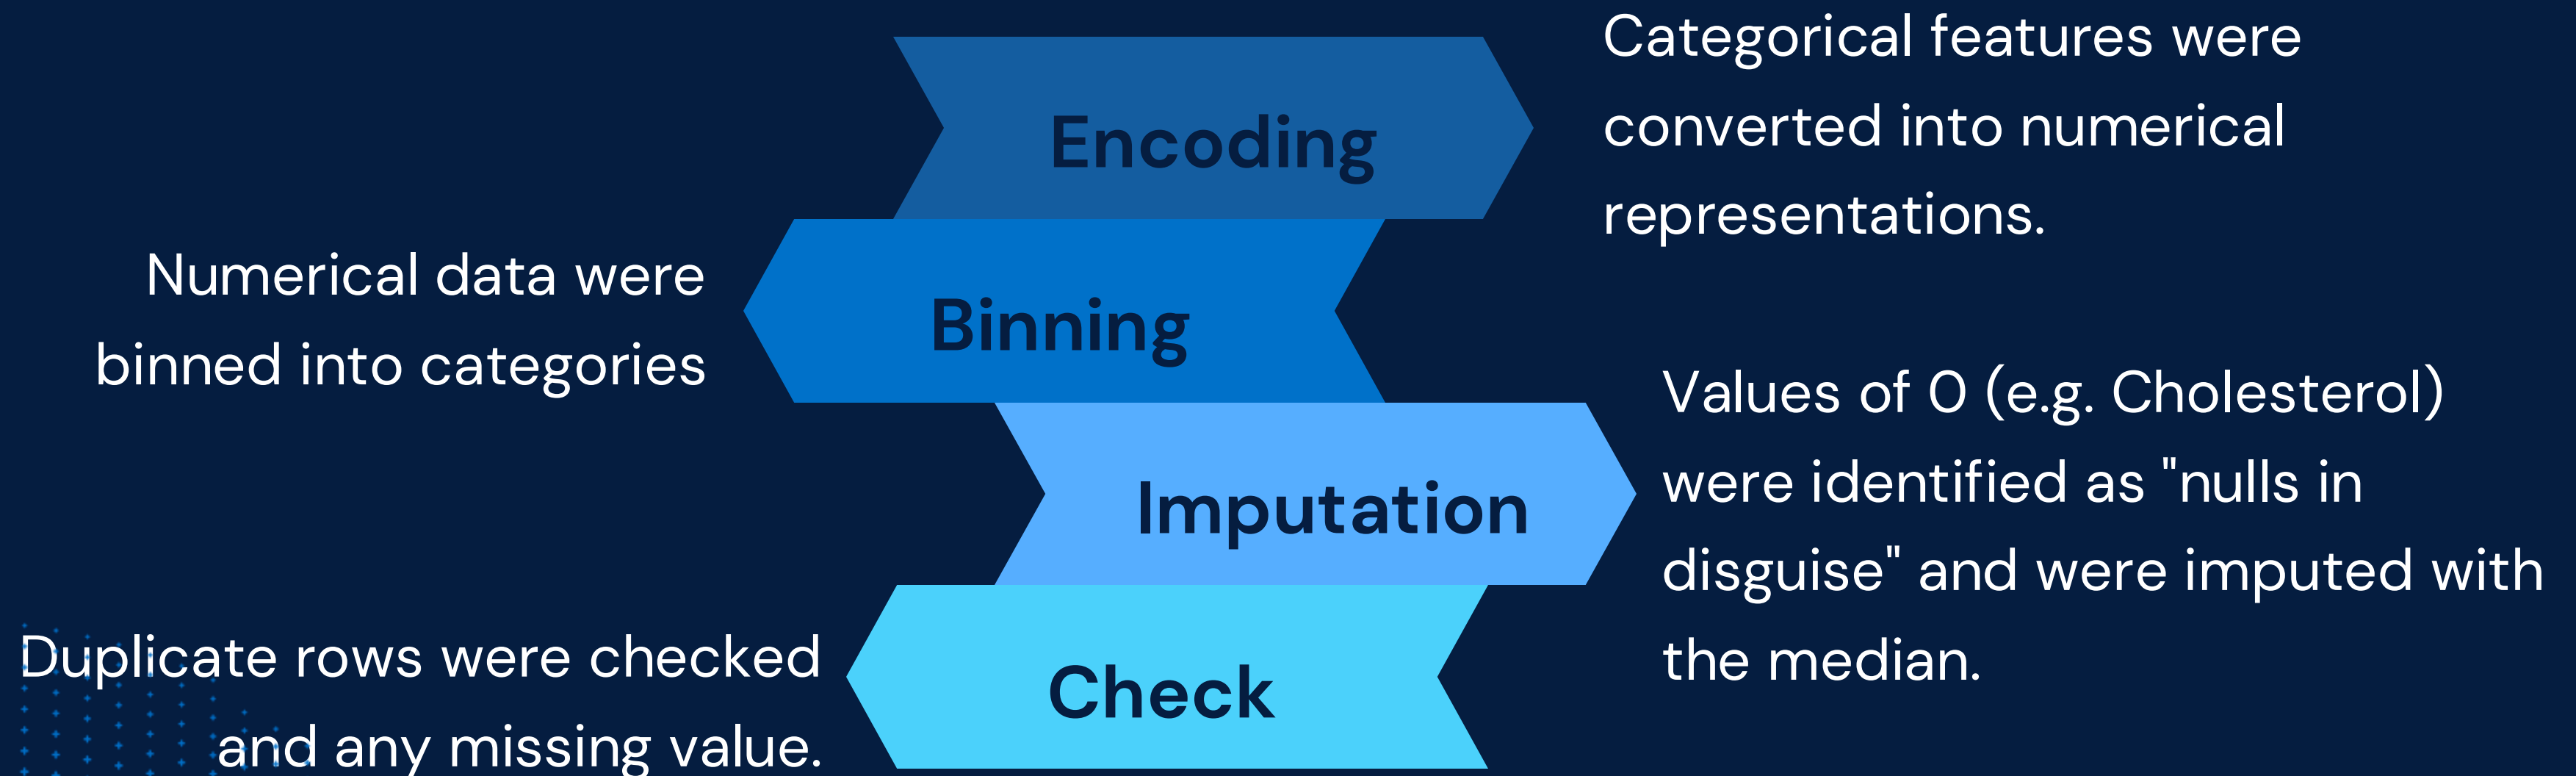 Encoding
Categorical features were
converted into numerical
representations.
Numerical data were
binned into categories
Binning
Imputation
Values of 0 (e.g. Cholesterol)
were identified as "nulls in
disguise" and were imputed with
the median.
Duplicate rows were checked
and any missing value.
Check